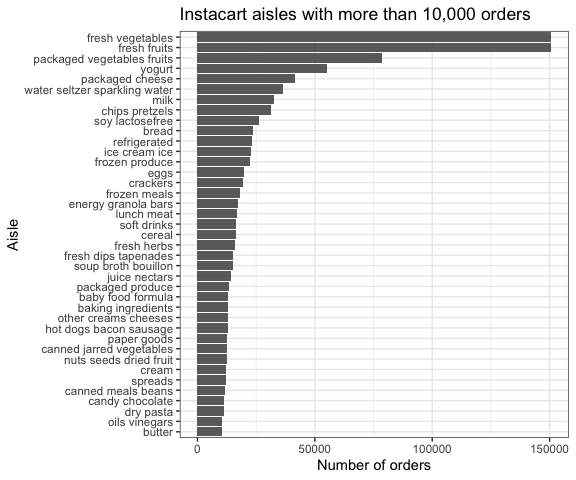 Instacart aisles with more than 10,000 orders
fresh vegetables
fresh fruits
packaged vegetables fruits
yogurt
packaged cheese
water seltzer sparkling water
milk
chips pretzels
soy lactosefree
bread
refrigerated
ice cream ice
frozen produce
eggs
crackers
frozen meals
energy granola bars
lunch meat
soft drinks
cereal
fresh herbs
fresh dips tapenades
soup broth bouillon
juice nectars
packaged produce
baby food formula
baking ingredients
other creams cheeses
hot dogs bacon sausage
paper goods
canned jarred vegetables
nuts seeds dried fruit
cream
spreads
canned meals beans
candy chocolate
dry pasta
oils vinegars
butter
Aisle
0 50000 100000 150000
Number of orders